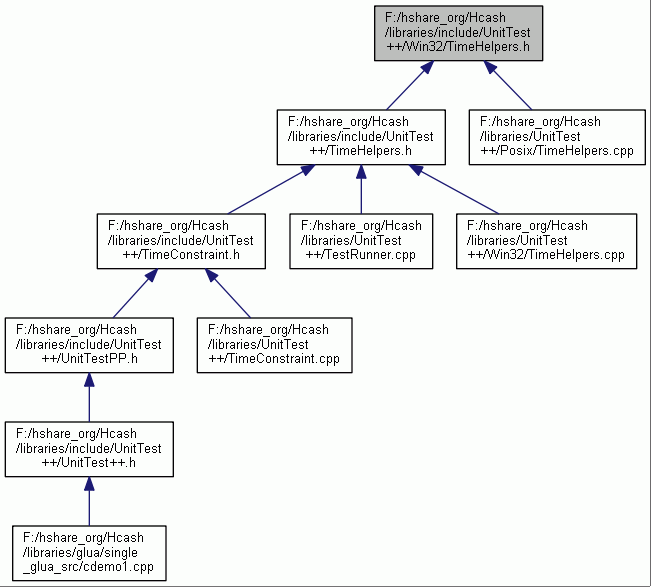 F:/hshare_org/Hcash
/libraries/include/UnitTest
++/Win32/TimeHelpers.h
F:/hshare_org/Hcash
/libraries/include/UnitTest
++/TimeHelpers.h
F:/hshare_org/Hcash
/libraries/UnitTest
++/Posix/TimeHelpers.cpp
F:/hshare_org/Hcash
/libraries/include/UnitTest
++/TimeConstraint.h
F:/hshare_org/Hcash
/libraries/UnitTest
++/TestRunner.cpp
F:/hshare_org/Hcash
/libraries/UnitTest
++/Win32/TimeHelpers.cpp
F:/hshare_org/Hcash
/libraries/include/UnitTest
++/UnitTestPP.h
F:/hshare_org/Hcash
/libraries/UnitTest
++/TimeConstraint.cpp
F:/hshare_org/Hcash
/libraries/include/UnitTest
++/UnitTest++.h
F:/hshare_org/Hcash
/libraries/glua/single
_glua_src/cdemo1.cpp